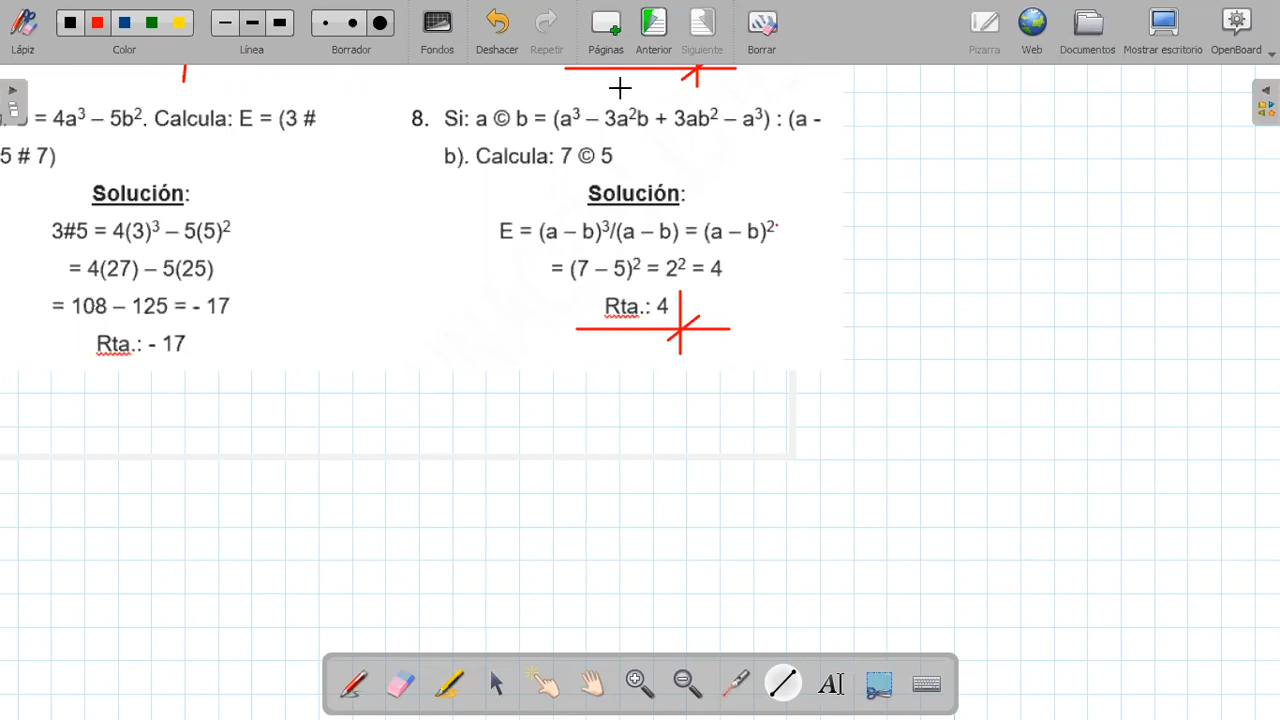 Lápiz
Color
Línea
Borrador
Fondos
Deshacer
Repetir
Páginas
Anterior
Siguiente
Borrar
Pizarra
Web
Documentos
Mostrar escritorio
OpenBoard
= 4a³ – 5b². Calcula: E = (3 #
5 # 7)
Solución:
3#5 = 4(3)³ – 5(5)²
= 4(27) – 5(25)
= 108 – 125 = - 17
Rta.: - 17
8. Si: a © b = (a³ – 3a²b + 3ab² – a³) : (a -
b). Calcula: 7 © 5
Solución:
E = (a – b)³/(a – b) = (a – b)²
= (7 – 5)² = 2² = 4
Rta.: 4